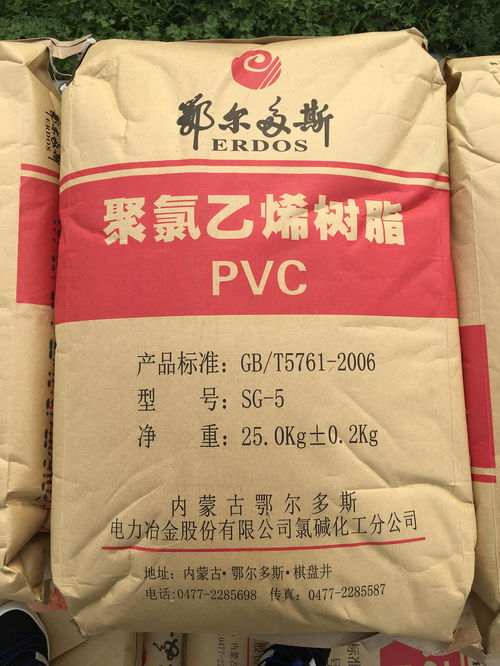 鄂尔多斯
ERDOS
聚氯乙烯树脂
PVC
产品标准：GB/T5761-2006
型 号：SG-5
净 重：25.0Kg±0.2Kg
内蒙古鄂尔多斯
电力冶金股份有限公司氯碱化工分公司
地址：内蒙古·鄂尔多斯·棋盘井
电话:0477-2285698 传真：0477-2285587